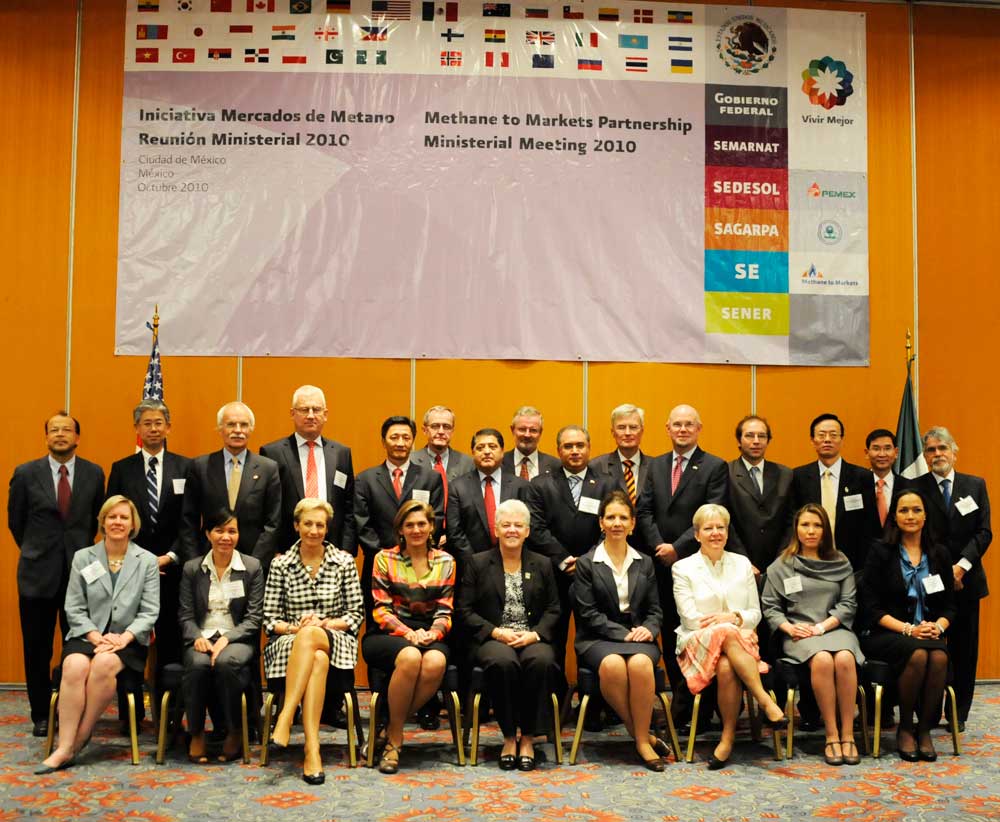 Iniciativa Mercados de Metano
Reunión Ministerial 2010
Ciudad de México
México
Octubre 2010
Methane to Markets Partnership
Ministerial Meeting 2010
GOBIERNO
FEDERAL
SEMARNAT
SEDESOL
SAGARPA
SE
SENER
Vivir Mejor
PEMEX
Methane to Markets